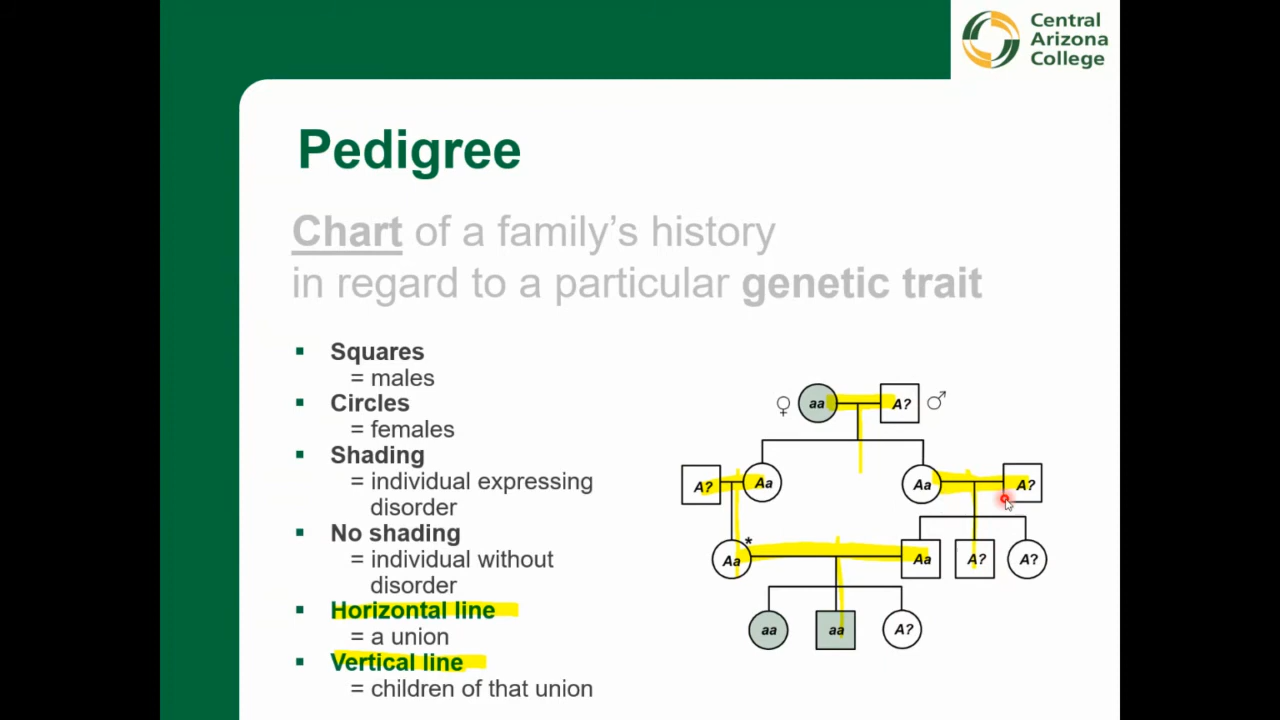 Central
Arizona
College
Pedigree
Chart of a family’s history
in regard to a particular genetic trait
▪ Squares
= males
▪ Circles
= females
▪ Shading
= individual expressing
disorder
▪ No shading
= individual without
disorder
▪ Horizontal line
= a union
▪ Vertical line
= children of that union
♀ aa A? ♂
A? Aa Aa A?
Aa * Aa A? A?
aa aa A?